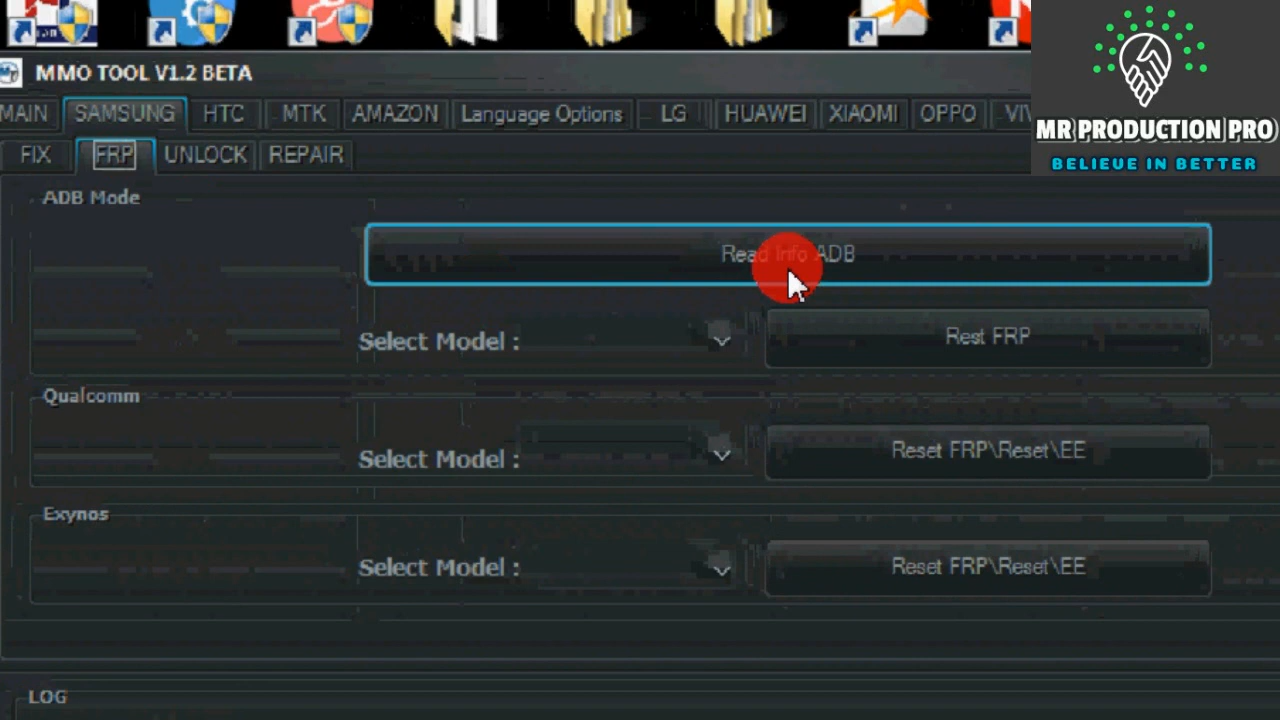 MMO TOOL V1.2 BETA
MAIN SAMSUNG HTC MTK AMAZON Language Options LG HUAWEI XIAOMI OPPO
FIX FRP UNLOCK REPAIR
MR PRODUCTION PRO
BELIEUE IN BETTER
ADB Mode
Read Info ADB
Select Model :
Rest FRP
Qualcomm
Select Model :
Reset FRP\Reset\EE
Exynos
Select Model :
Reset FRP\Reset\EE
LOG